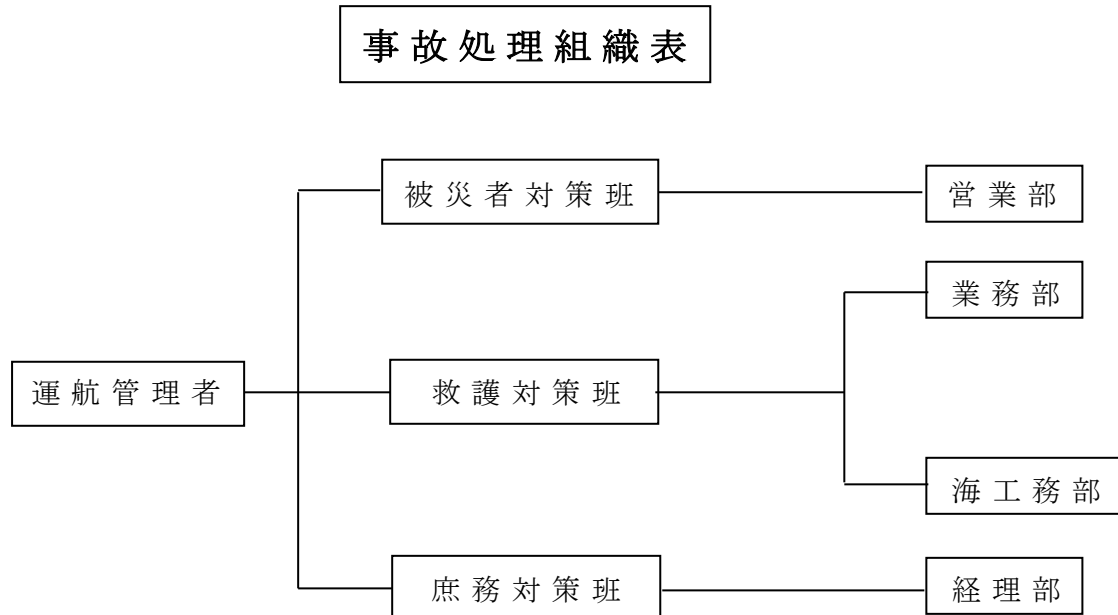 事故処理組織表
被災者対策班
営業部
業務部
運航管理者
救護対策班
海工務部
庶務対策班
経理部